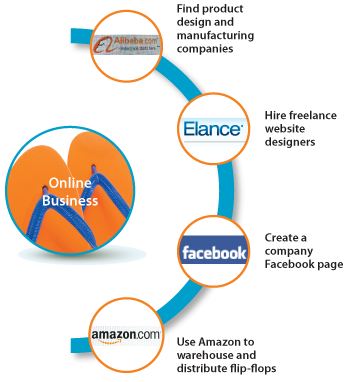 Find product
design and
manufacturing
companies
Alibaba.com
Hire freelance
website
designers
Elance
Online
Business
Create a
company
Facebook page
facebook
amazon.com
Use Amazon to
warehouse and
distribute flip-flops